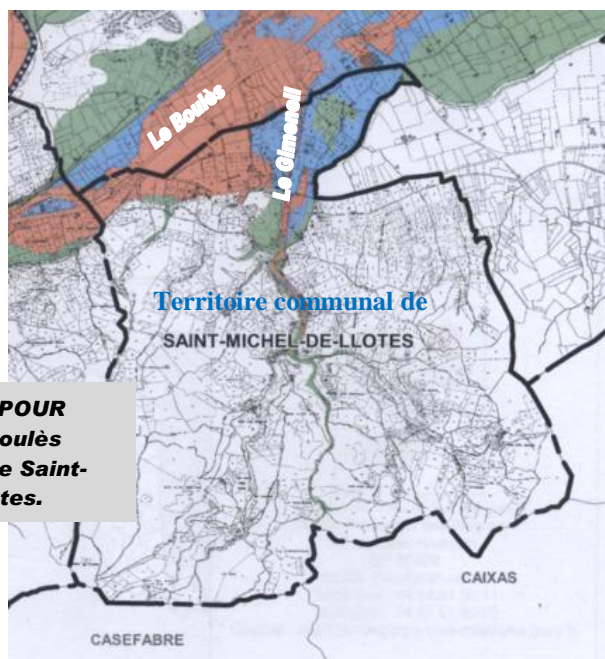 Le Boulès
Le Gimenell
Territoire communal de
SAINT-MICHEL-DE-LLOTES
POUR
oulès
e Saint-
tes.
CAIXAS
CASEFABRE